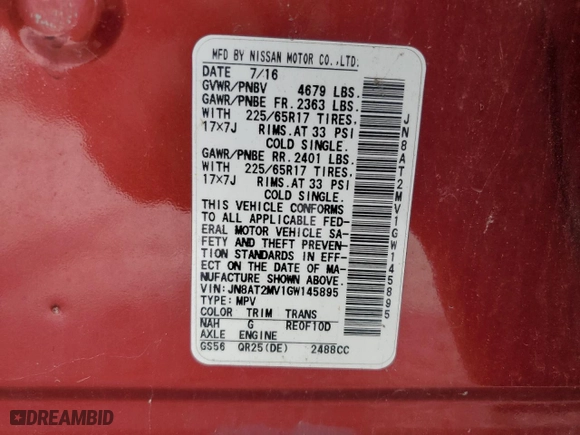 MFD BY NISSAN MOTOR CO.,LTD.
DATE 7/16
GVWR/PNBV 4679 LBS.
GAWR/PNBE FR. 2363 LBS.
WITH 225/65R17 TIRES.
17X7J RIMS.AT 33 PSI
COLD SINGLE.
GAWR/PNBE RR. 2401 LBS.
WITH 225/65R17 TIRES.
17X7J RIMS.AT 33 PSI
COLD SINGLE.
THIS VEHICLE CONFORMS
TO ALL APPLICABLE FED-
ERAL MOTOR VEHICLE SA-
FETY AND THEFT PREVEN-
TION STANDARDS IN EFF-
ECT ON THE DATE OF MA-
NUFACTURE SHOWN ABOVE.
VIN: JN8AT2MV1GW145895
TYPE: MPV
COLOR TRIM TRANS
NAH G RE0F10D
AXLE ENGINE
GS56 QR25(DE) 2488CC
JN8AT2MV1GW145895
DREAMBID